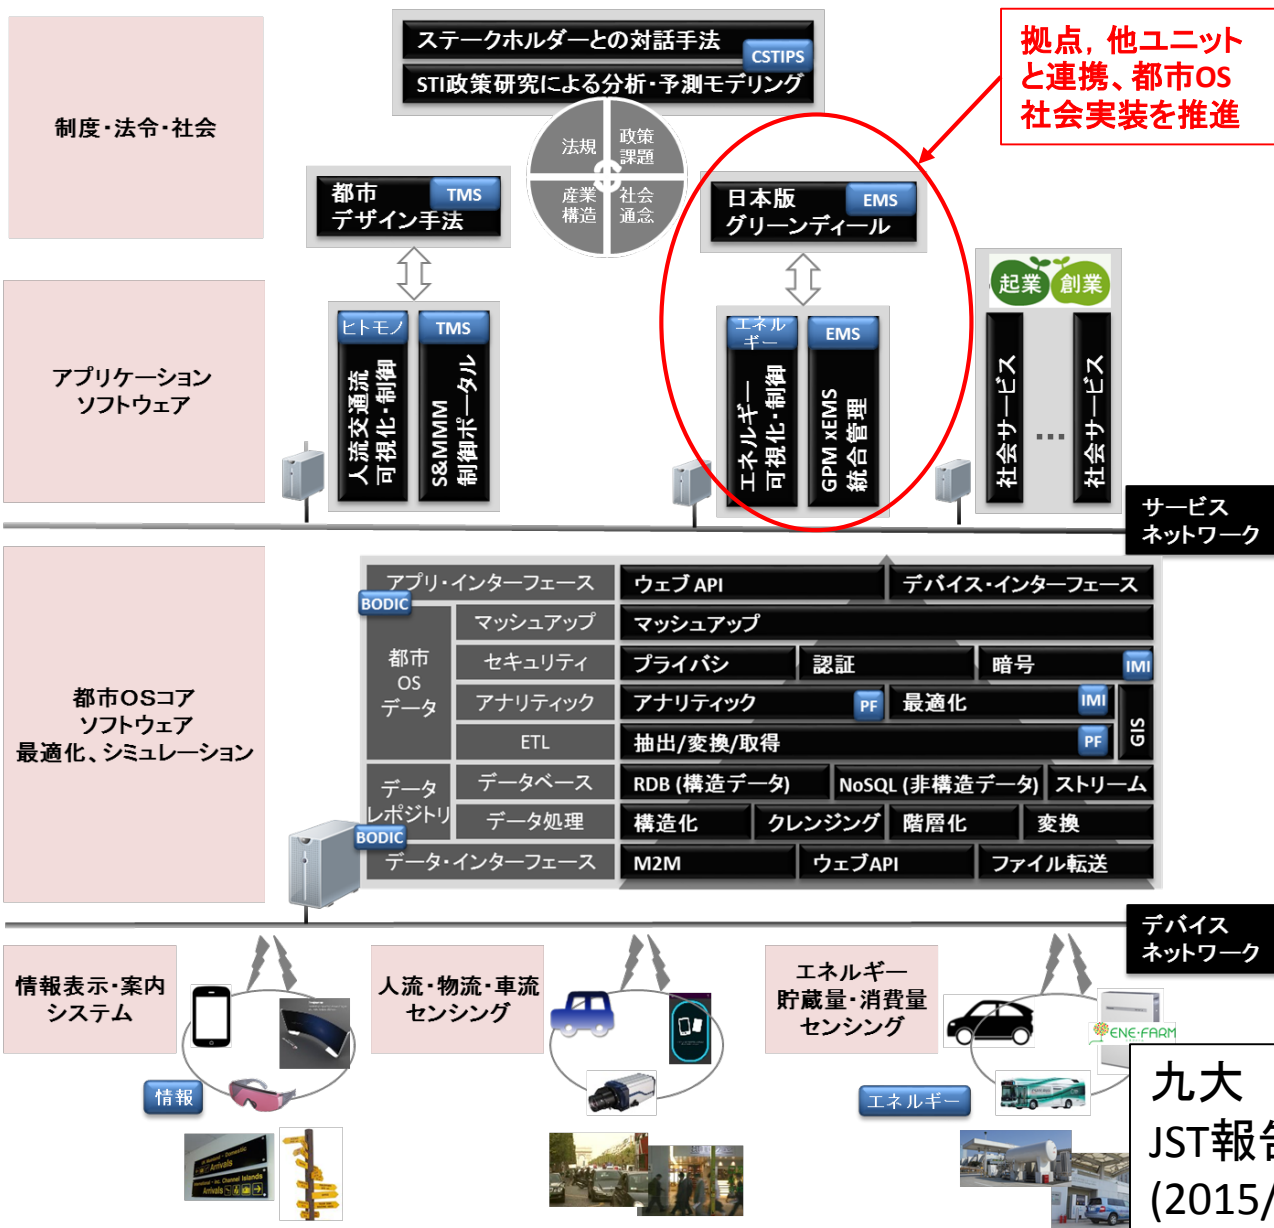 ステークホルダーとの対話手法
CSTIPS
STI政策研究による分析・予測モデリング
拠点, 他ユニット
と連携、都市OS
社会実装を推進
制度・法令・社会
法規
政策
課題
産業
構造
社会
通念
$
都市
デザイン手法
TMS
日本版
グリーンディール
EMS
アプリケーション
ソフトウェア
ヒトモノ
人流交通流
可視化・制御
TMS
S&MMM
制御ポータル
エネル
ギー
エネルギー
可視化・制御
EMS
GPM xEMS
統合管理
起業
創業
社会サービス
...
社会サービス
サービス
ネットワーク
都市OSコア
ソフトウェア
最適化、シミュレーション
アプリ・インターフェース
ウェブ API
デバイス・インターフェース
BODIC
都市
OS
データ
マッシュアップ
マッシュアップ
セキュリティ
プライバシ
認証
暗号
IMI
アナリティック
アナリティック
PF
最適化
IMI
GIS
ETL
抽出/変換/取得
PF
データ
レポジトリ
データベース
RDB (構造データ)
NoSQL (非構造データ)
ストリーム
データ処理
構造化
クレンジング
階層化
変換
BODIC
データ・インターフェース
M2M
ウェブAPI
ファイル転送
デバイス
ネットワーク
情報表示・案内
システム
人流・物流・車流
センシング
エネルギー
貯蔵量・消費量
センシング
ENE・FARM
情報
エネルギー
Arrivals
Channel Islands
Arrivals
九大
JST報告
(2015/